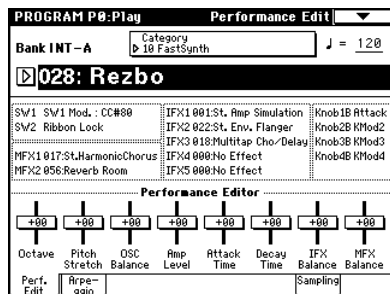 PROGRAM P0:Play Performance Edit
Bank INT-A
Category
10 FastSynth
♩ = 120
028: Rezbo
SW1 SW1 Mod.: CC#80
SW2 Ribbon Lock
MFX1 017:St.HarmonicChorus
MFX2 056:Reverb Room
IFX1 001:St. Amp Simulation
IFX2 022:St. Env. Flanger
IFX3 018:Multitap Cho/Delay
IFX4 000:No Effect
IFX5 000:No Effect
Knob1B Attack
Knob2B KMod2
Knob3B KMod3
Knob4B KMod4
Performance Editor
+00 +00 +00 +00 +00 +00 +00 +00
Octave Pitch Stretch OSC Balance Amp Level Attack Time Decay Time IFX Balance MFX Balance
Perf. Edit Arpe- ggio Sampling